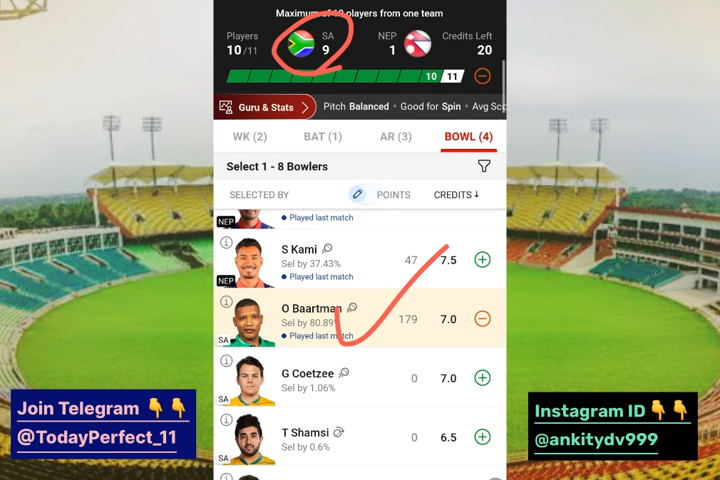 Maximum of 10 players from one team
Players
10/11
SA
9
NEP
1
Credits Left
20
10
11
Guru & Stats
Pitch Balanced • Good for Spin • Avg Sco
WK (2)
BAT (1)
AR (3)
BOWL (4)
Select 1 - 8 Bowlers
SELECTED BY
POINTS
CREDITS↓
NEP
Played last match
S Kami
Sel by 37.43%
Played last match
NEP
47
7.5
O Baartman
Sel by 80.89%
Played last match
SA
179
7.0
G Coetzee
Sel by 1.06%
SA
0
7.0
T Shamsi
Sel by 0.6%
SA
0
6.5
Join Telegram 👇👇
@TodayPerfect_11
Instagram ID👇👇
@ankitydv999